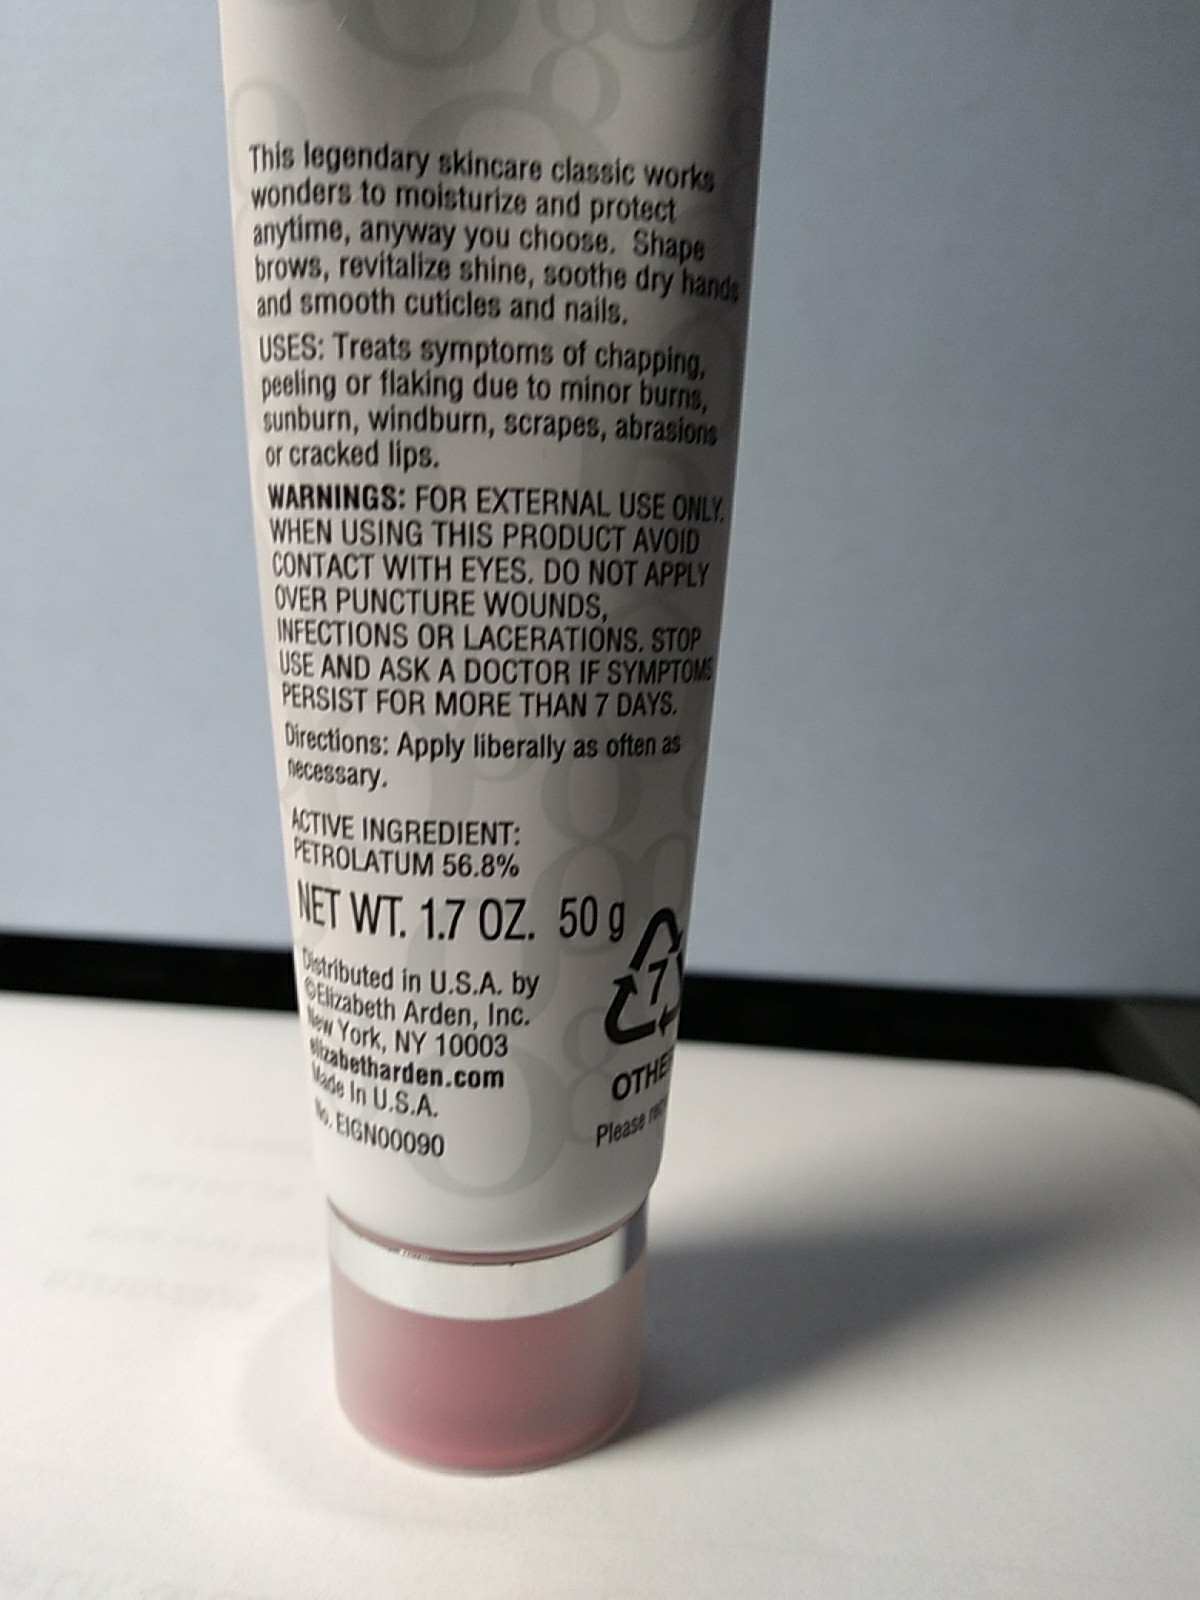 This legendary skincare classic works
wonders to moisturize and protect
anytime, anyway you choose. Shape
brows, revitalize shine, soothe dry hands
and smooth cuticles and nails.
USES: Treats symptoms of chapping,
peeling or flaking due to minor burns,
sunburn, windburn, scrapes, abrasions
or cracked lips.
WARNINGS: FOR EXTERNAL USE ONLY.
WHEN USING THIS PRODUCT AVOID
CONTACT WITH EYES. DO NOT APPLY
OVER PUNCTURE WOUNDS,
INFECTIONS OR LACERATIONS. STOP
USE AND ASK A DOCTOR IF SYMPTOMS
PERSIST FOR MORE THAN 7 DAYS.
Directions: Apply liberally as often as
necessary.
ACTIVE INGREDIENT:
PETROLATUM 56.8%
NET WT. 1.7 OZ. 50 g
Distributed in U.S.A. by
©Elizabeth Arden, Inc.
New York, NY 10003
elizabetharden.com
Made In U.S.A.
No. EIGN00090
7
OTHE
Please